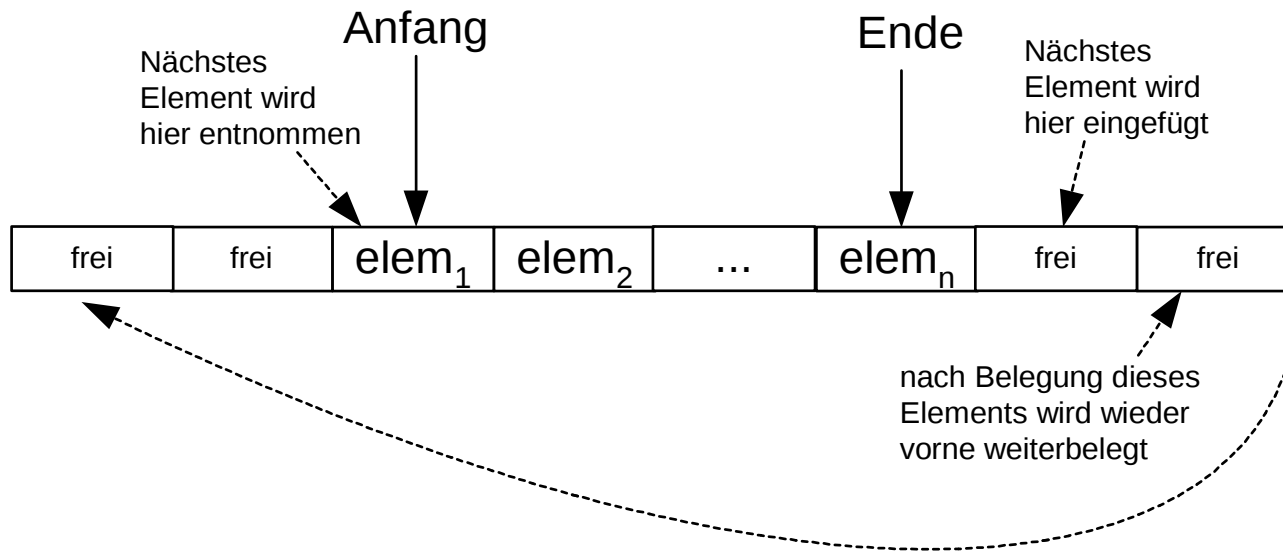 Anfang
Ende
Nächstes
Element wird
hier entnommen
Nächstes
Element wird
hier eingefügt
frei
frei
elem₁
elem₂
...
elemₙ
frei
frei
nach Belegung dieses
Elements wird wieder
vorne weiterbelegt